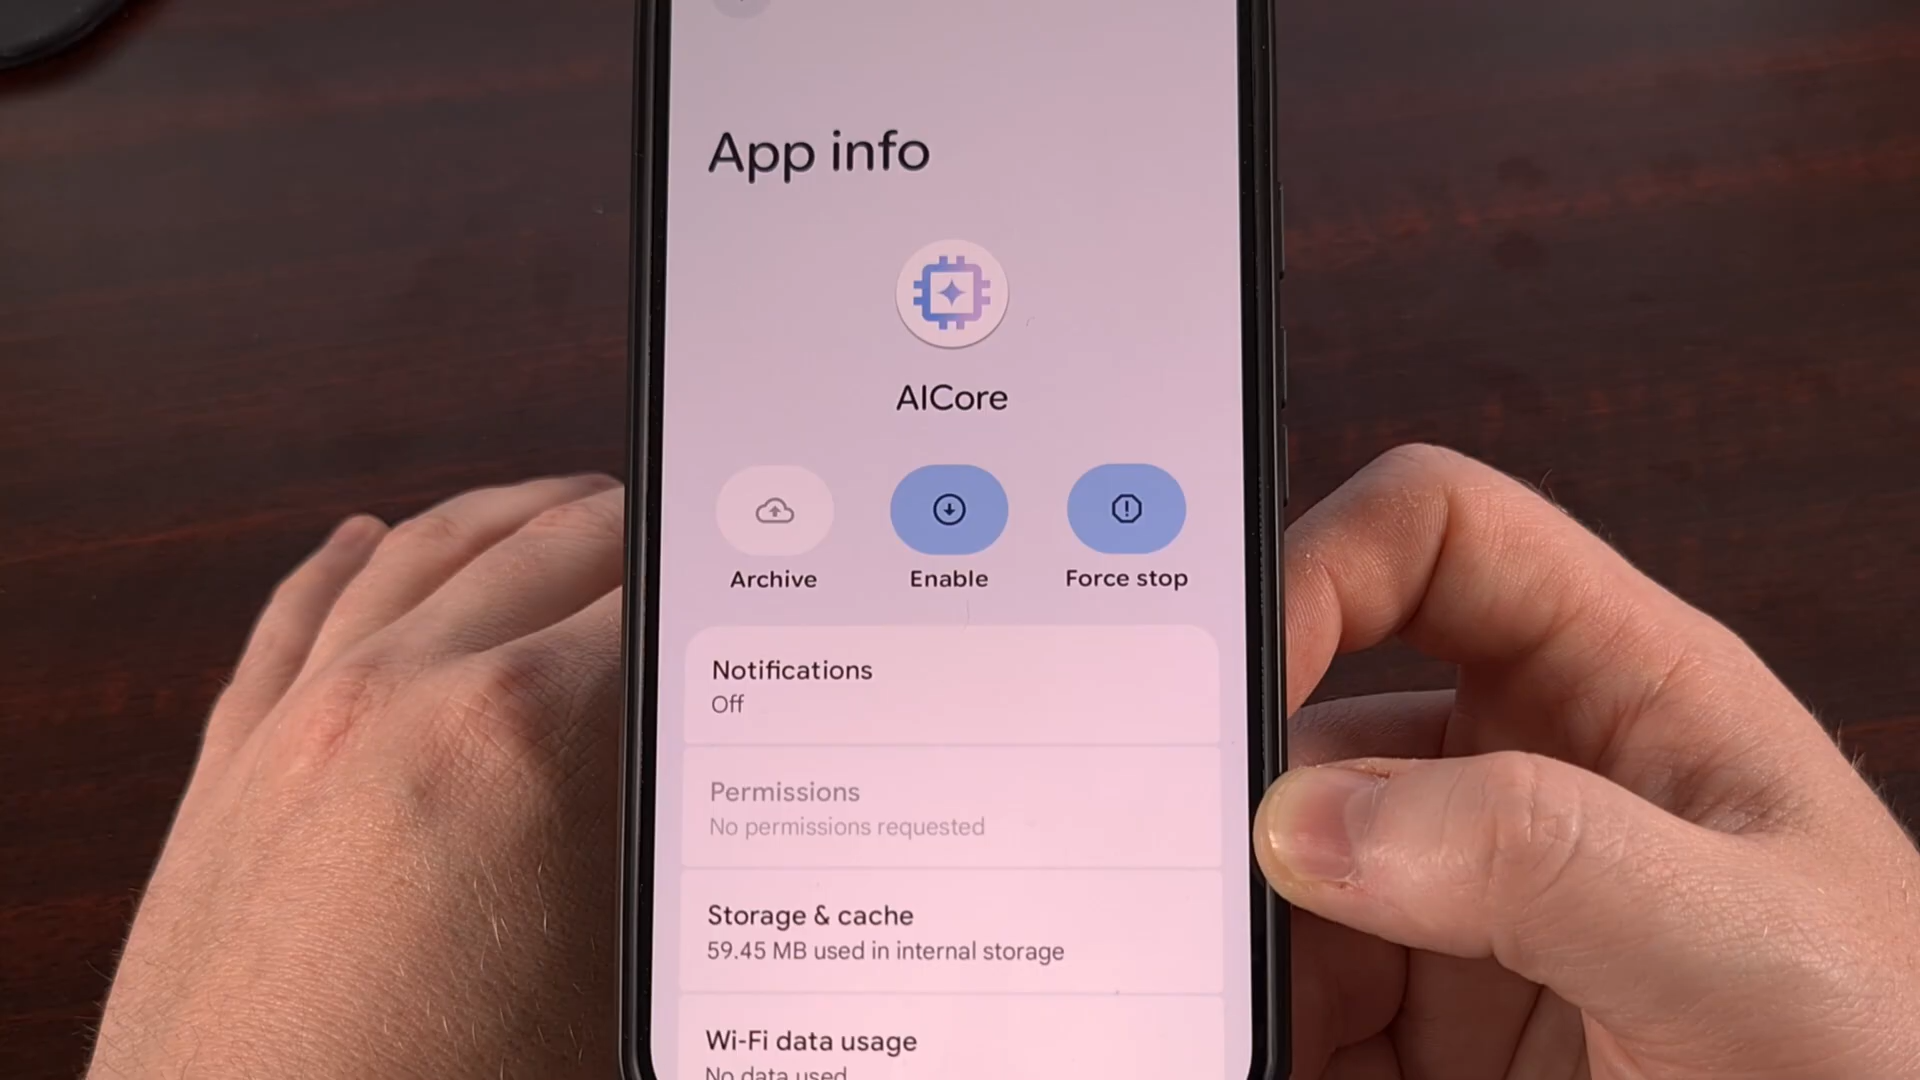 App info
AICore
Archive
Enable
Force stop
Notifications
Off
Permissions
No permissions requested
Storage & cache
59.45 MB used in internal storage
Wi-Fi data usage
No data used